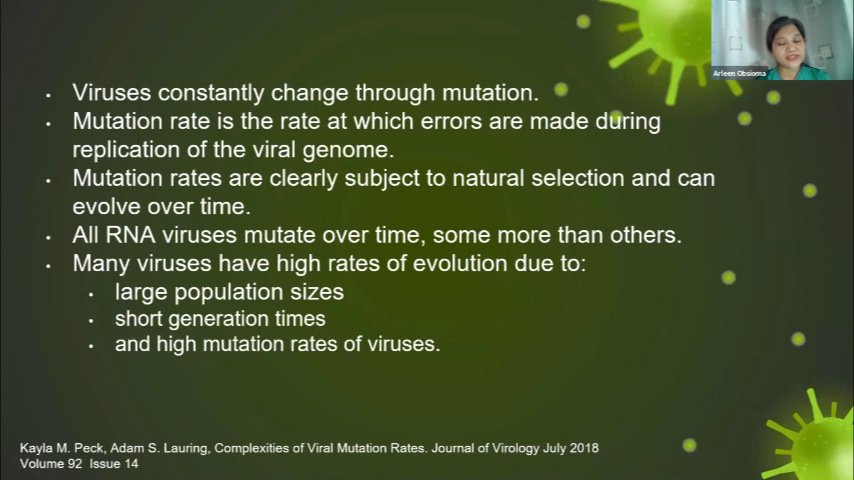 Arleen Obsioma
• Viruses constantly change through mutation.
• Mutation rate is the rate at which errors are made during
replication of the viral genome.
• Mutation rates are clearly subject to natural selection and can
evolve over time.
• All RNA viruses mutate over time, some more than others.
• Many viruses have high rates of evolution due to:
• large population sizes
• short generation times
• and high mutation rates of viruses.
Kayla M. Peck, Adam S. Lauring, Complexities of Viral Mutation Rates. Journal of Virology July 2018
Volume 92 Issue 14